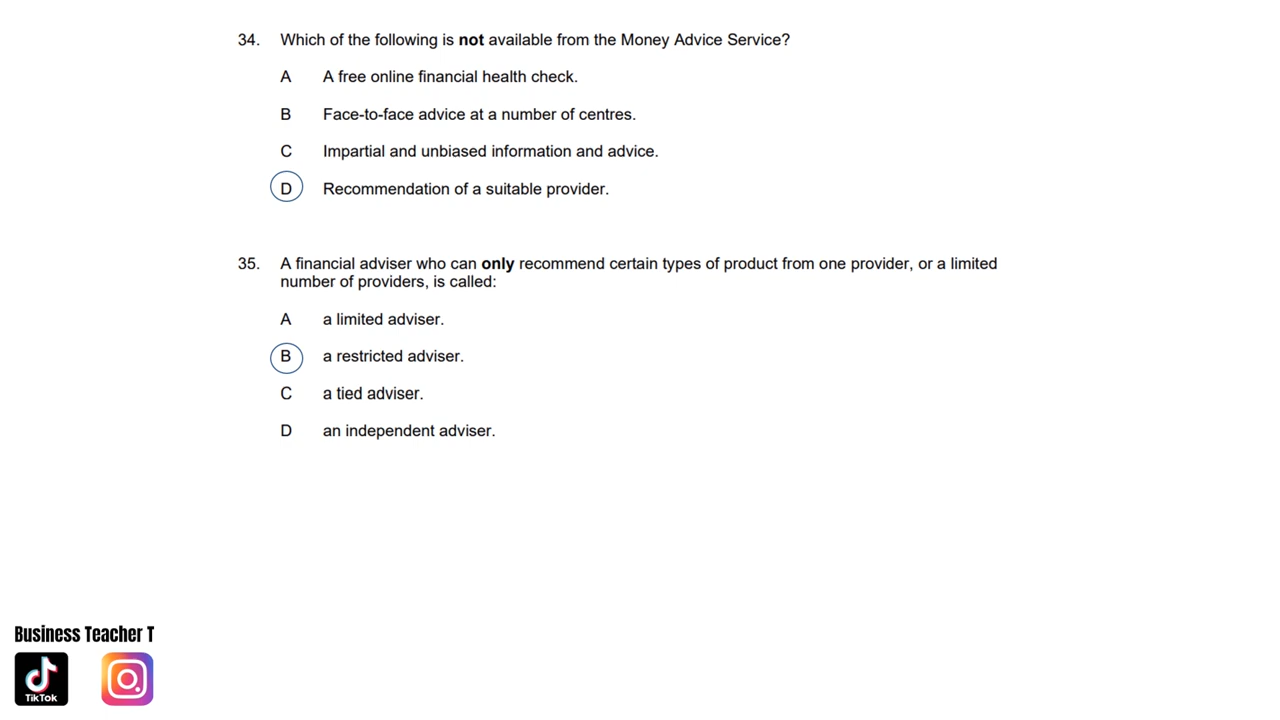 34. Which of the following is not available from the Money Advice Service?
A A free online financial health check.
B Face-to-face advice at a number of centres.
C Impartial and unbiased information and advice.
D Recommendation of a suitable provider.
35. A financial adviser who can only recommend certain types of product from one provider, or a limited
number of providers, is called:
A a limited adviser.
B a restricted adviser.
C a tied adviser.
D an independent adviser.
Business Teacher T
TikTok